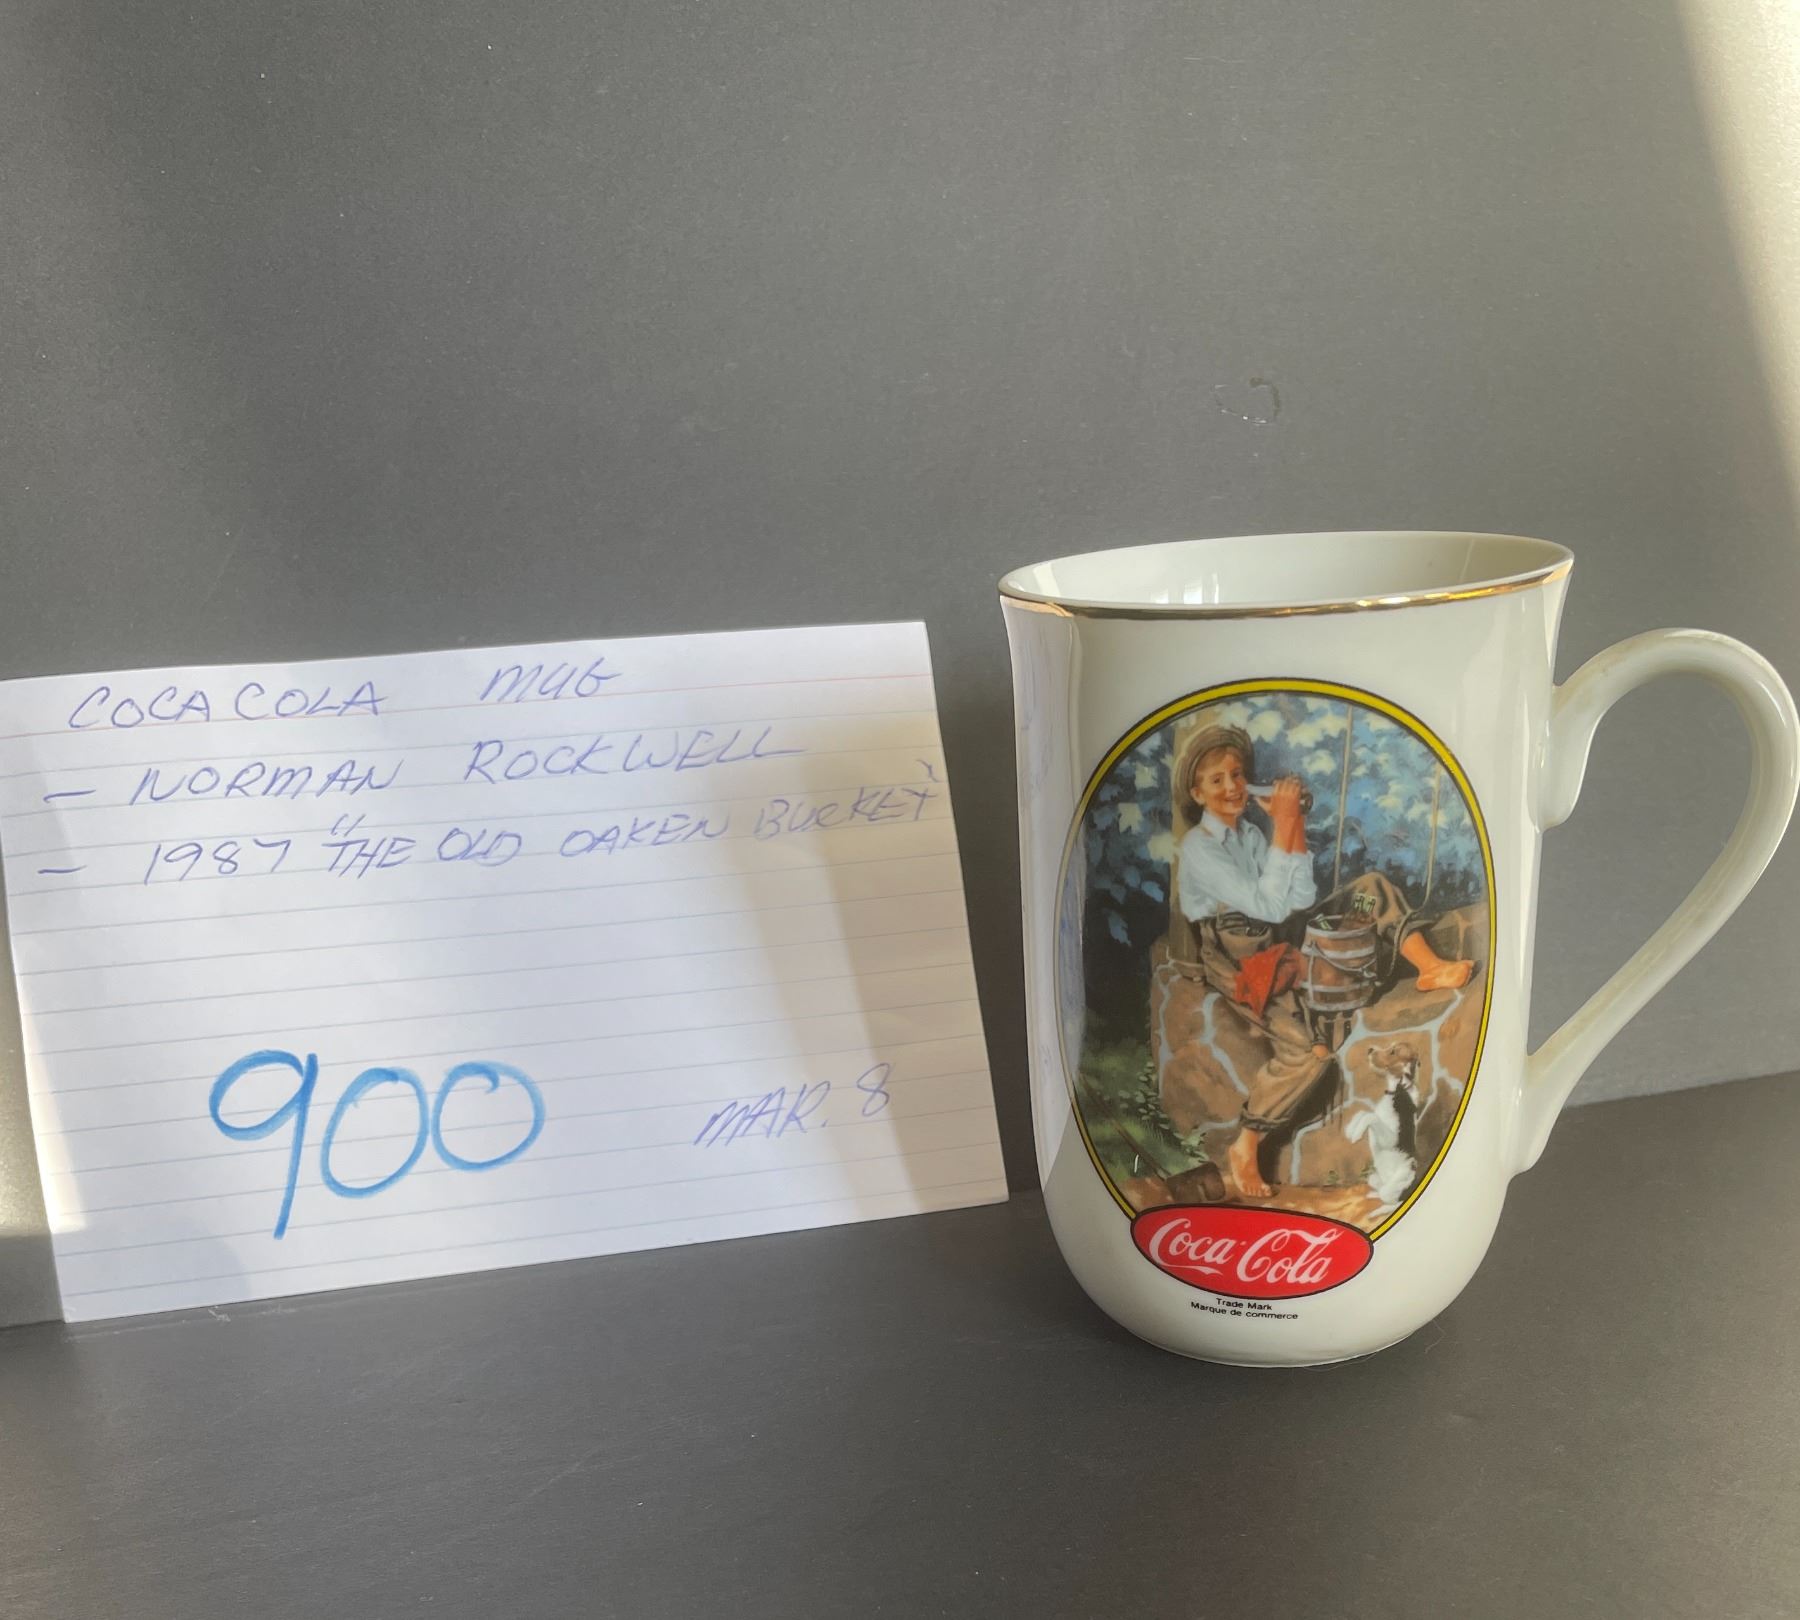 COCA COLA MUG
- NORMAN ROCKWELL
- 1987 "THE OLD OAKEN BUCKET"
900
MAR. 8
Coca-Cola
Trade Mark
Marque de commerce